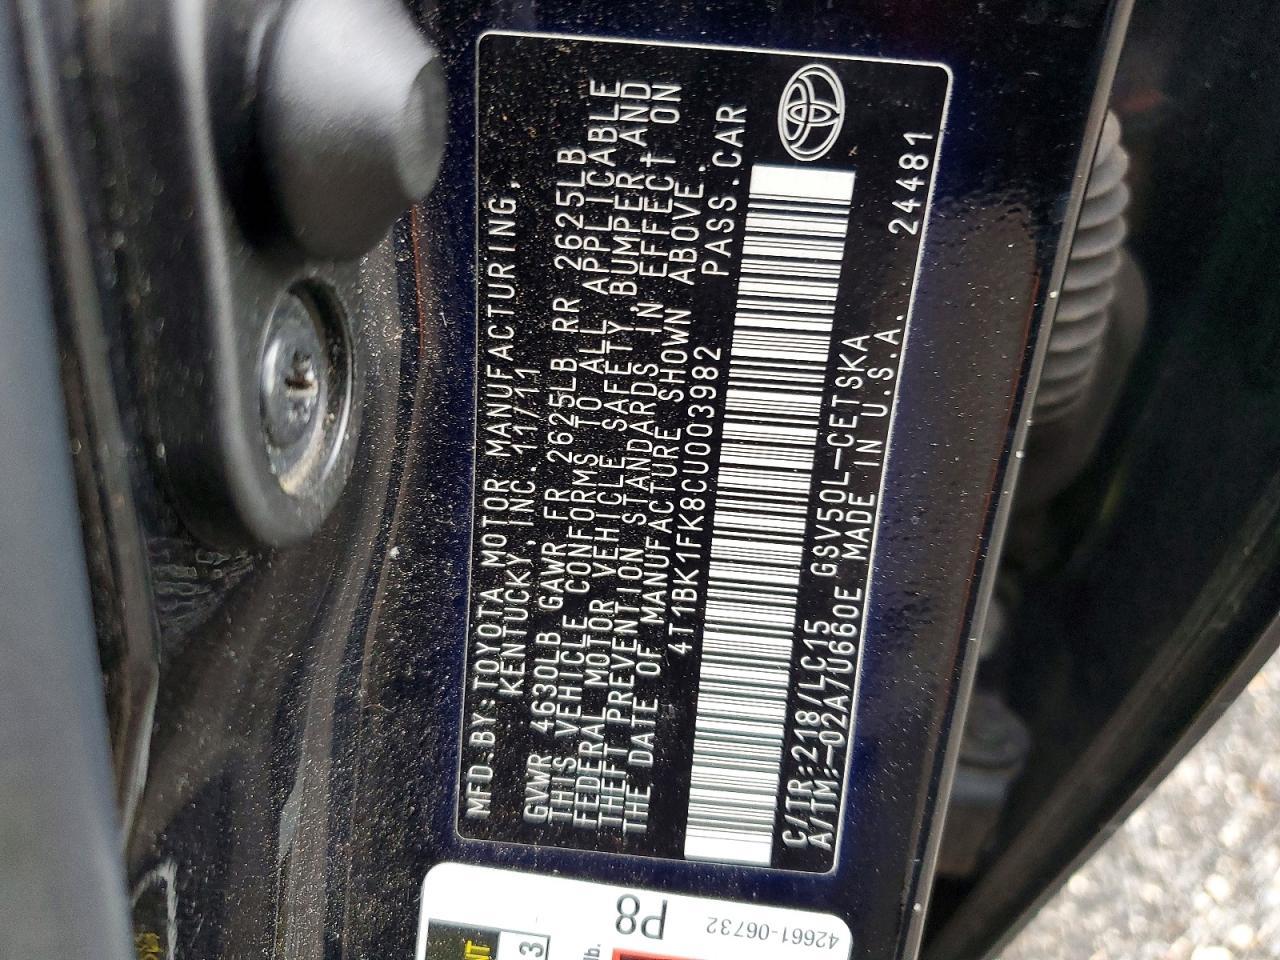 MFD.BY:TOYOTA MOTOR MANUFACTURING,
KENTUCKY,INC. 11/11
GVWR 4630LB GAWR FR 2625LB RR 2625LB
THIS VEHICLE CONFORMS TO ALL APPLICABLE
FEDERAL MOTOR VEHICLE SAFETY BUMPER AND
THEFT PREVENTION STANDARDS IN EFFECT ON
THE DATE OF MANUFACTURE SHOWN ABOVE.
4T1BK1FK8CU003982 PASS.CAR
C/TR:218/LC15 GSV50L-CETSKA
A/TM:-02A/U660E MADE IN U.S.A. 24481
P8
42661-06732
NT
3
lb.